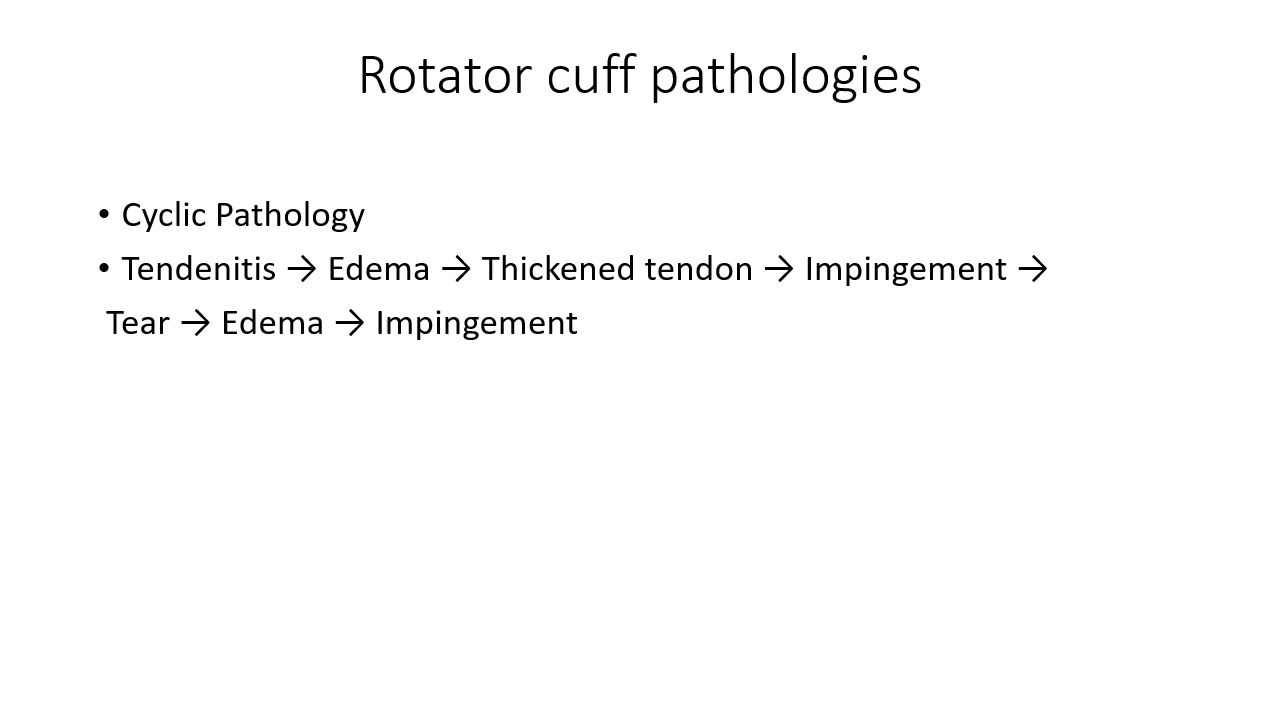 Rotator cuff pathologies
• Cyclic Pathology
• Tendenitis → Edema → Thickened tendon → Impingement →
Tear → Edema → Impingement